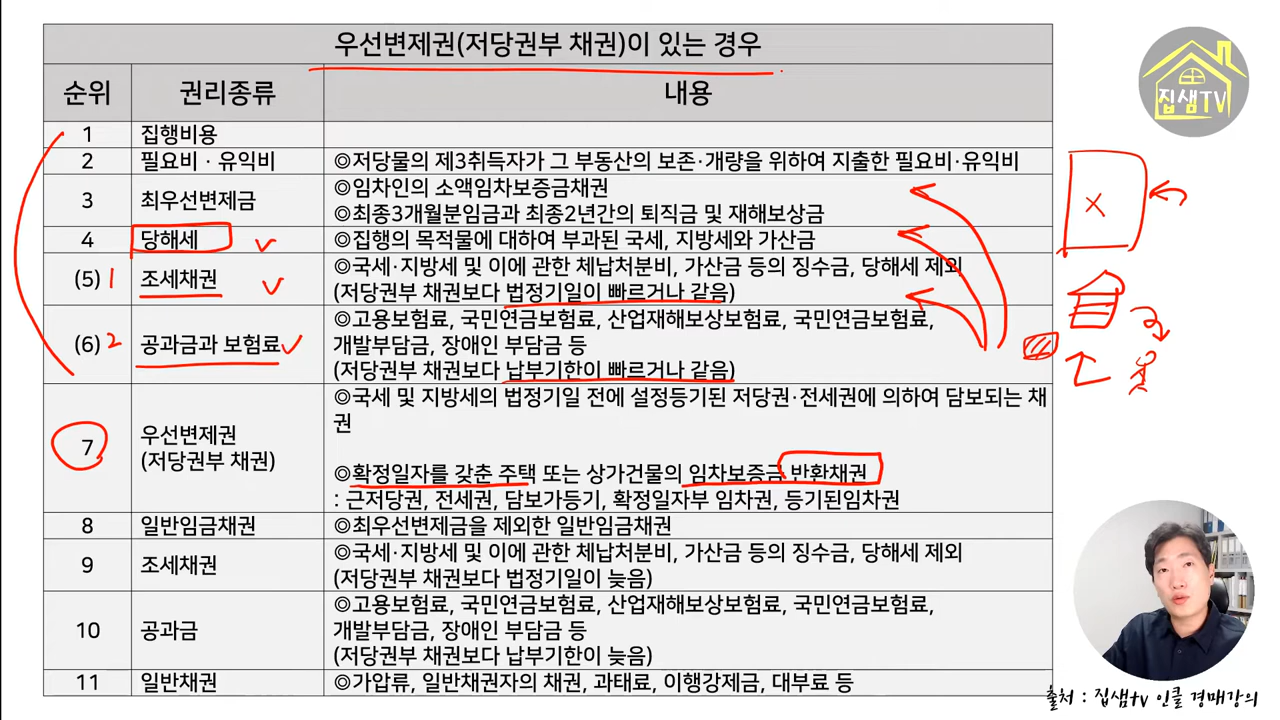 우선변제권(저당권부 채권)이 있는 경우
순위 권리종류 내용
1 집행비용
2 필요비·유익비 ◎저당물의 제3취득자가 그 부동산의 보존·개량을 위하여 지출한 필요비·유익비
3 최우선변제금 ◎임차인의 소액임차보증금채권
◎최종3개월분임금과 최종2년간의 퇴직금 및 재해보상금
4 당해세 ◎집행의 목적물에 대하여 부과된 국세, 지방세와 가산금
(5) 1 조세채권 ◎국세·지방세 및 이에 관한 체납처분비, 가산금 등의 징수금, 당해세 제외
(저당권부 채권보다 법정기일이 빠르거나 같음)
(6) 2 공과금과 보험료 ◎고용보험료, 국민연금보험료, 산업재해보상보험료, 국민연금보험료,
개발부담금, 장애인 부담금 등
(저당권부 채권보다 납부기한이 빠르거나 같음)
7 우선변제권
(저당권부 채권)
◎국세 및 지방세의 법정기일 전에 설정등기된 저당권·전세권에 의하여 담보되는 채
권
◎확정일자를 갖춘 주택 또는 상가건물의 임차보증금 반환채권
: 근저당권, 전세권, 담보가등기, 확정일자부 임차권, 등기된임차권
8 일반임금채권 ◎최우선변제금을 제외한 일반임금채권
9 조세채권 ◎국세·지방세 및 이에 관한 체납처분비, 가산금 등의 징수금, 당해세 제외
(저당권부 채권보다 법정기일이 늦음)
10 공과금 ◎고용보험료, 국민연금보험료, 산업재해보상보험료, 국민연금보험료,
개발부담금, 장애인 부담금 등
(저당권부 채권보다 납부기한이 늦음)
11 일반채권 ◎가압류, 일반채권자의 채권, 과태료, 이행강제금, 대부료 등
집샘TV
출처 : 집샘tv 인클 경매강의